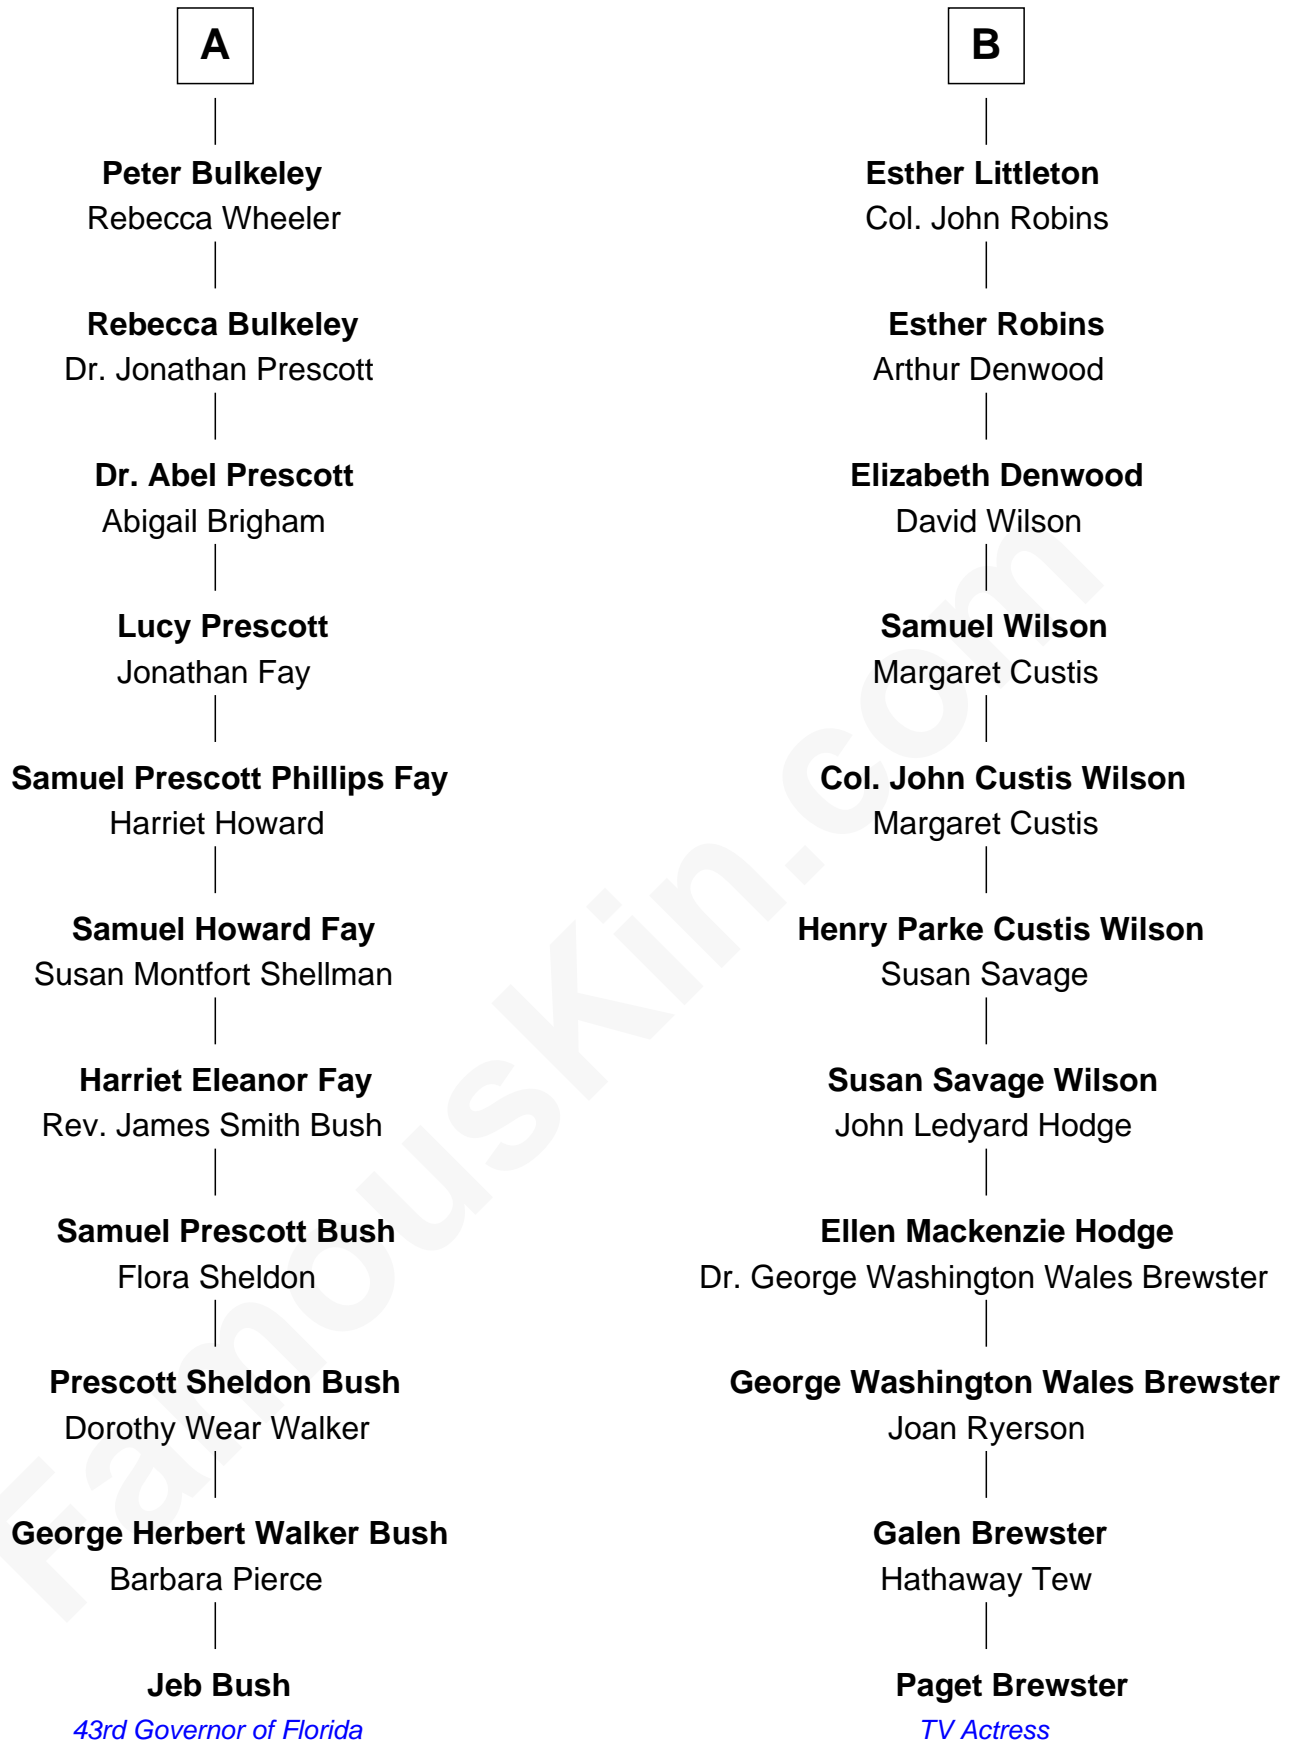 A
Peter Bulkeley
Rebecca Wheeler
Rebecca Bulkeley
Dr. Jonathan Prescott
Dr. Abel Prescott
Abigail Brigham
Lucy Prescott
Jonathan Fay
Samuel Prescott Phillips Fay
Harriet Howard
Samuel Howard Fay
Susan Montfort Shellman
Harriet Eleanor Fay
Rev. James Smith Bush
Samuel Prescott Bush
Flora Sheldon
Prescott Sheldon Bush
Dorothy Wear Walker
George Herbert Walker Bush
Barbara Pierce
Jeb Bush
43rd Governor of Florida
B
Esther Littleton
Col. John Robins
Esther Robins
Arthur Denwood
Elizabeth Denwood
David Wilson
Samuel Wilson
Margaret Custis
Col. John Custis Wilson
Margaret Custis
Henry Parke Custis Wilson
Susan Savage
Susan Savage Wilson
John Ledyard Hodge
Ellen Mackenzie Hodge
Dr. George Washington Wales Brewster
George Washington Wales Brewster
Joan Ryerson
Galen Brewster
Hathaway Tew
Paget Brewster
TV Actress
FamousKin.com